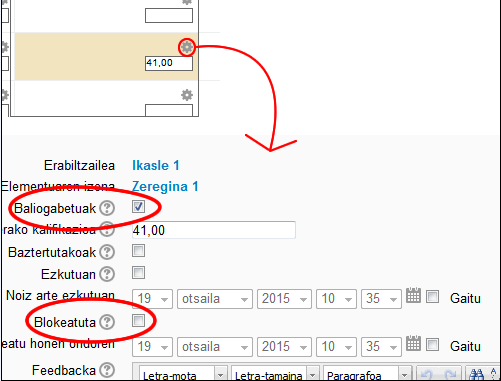 41,00
Erabiltzailea Ikasle 1
Elementuaren izena Zeregina 1
Baliogabetuak
kalifikazioa 41,00
Baztertutakoak
Ezkutuan
Noiz arte ezkutuan 19 otsaila 2015 10 35 Gaitu
Blokeatuta
honen ondoren 19 otsaila 2015 10 35 Gaitu
Feedbacka Letra-mota Letra-tamaina Paragrafoa